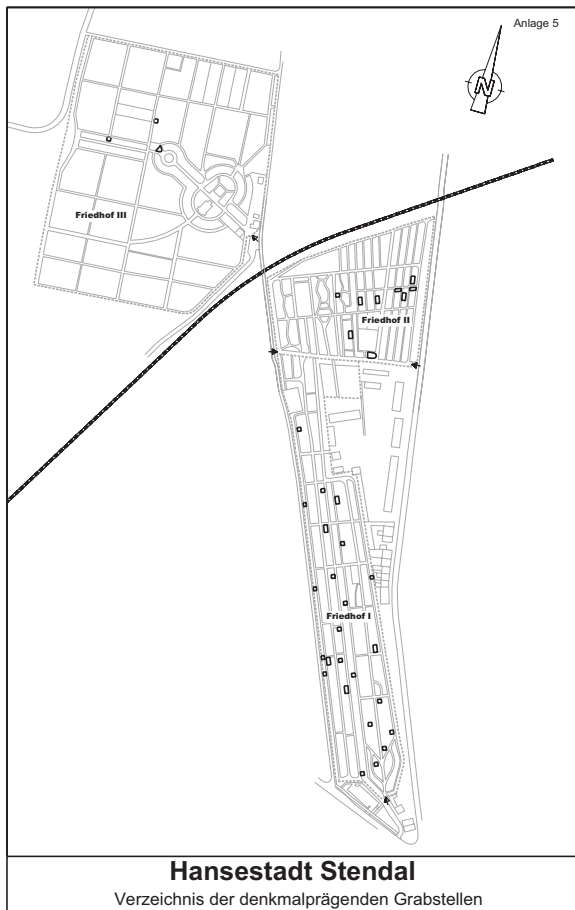 Anlage 5
N
Friedhof III
Friedhof II
Friedhof I
Hansestadt Stendal
Verzeichnis der denkmalprägenden Grabstellen